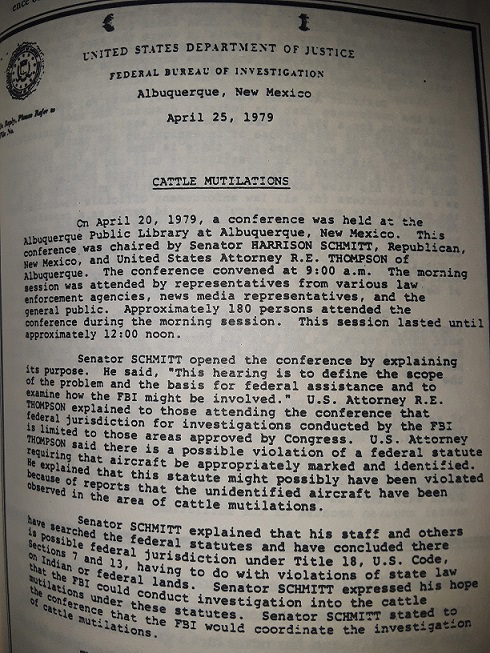 UNITED STATES DEPARTMENT OF JUSTICE
FEDERAL BUREAU OF INVESTIGATION
Albuquerque, New Mexico
April 25, 1979
Reply, Please Refer to
File No.
CATTLE MUTILATIONS
On April 20, 1979, a conference was held at the
Albuquerque Public Library at Albuquerque, New Mexico. This
conference was chaired by Senator HARRISON SCHMITT, Republican,
New Mexico, and United States Attorney R.E. THOMPSON of
Albuquerque. The conference convened at 9:00 a.m. The morning
session was attended by representatives from various law
enforcement agencies, news media representatives, and the
general public. Approximately 180 persons attended the
conference during the morning session. This session lasted until
approximately 12:00 noon.
Senator SCHMITT opened the conference by explaining
its purpose. He said, "This hearing is to define the scope
of the problem and the basis for federal assistance and to
examine how the FBI might be involved." U.S. Attorney R.E.
THOMPSON explained to those attending the conference that
federal jurisdiction for investigations conducted by the FBI
is limited to those areas approved by Congress. U.S. Attorney
THOMPSON said there is a possible violation of a federal statute
requiring that aircraft be appropriately marked and identified.
He explained that this statute might possibly have been violated
because of reports that the unidentified aircraft have been
observed in the area of cattle mutilations.
Senator SCHMITT explained that his staff and others
have searched the federal statutes and have concluded there
is possible federal jurisdiction under Title 18, U.S. Code,
Sections 7 and 13, having to do with violations of state law
on Indian or federal lands. Senator SCHMITT expressed his hope
that the FBI could conduct investigation into the cattle
mutilations under these statutes. Senator SCHMITT stated to
the conference that the FBI would coordinate the investigation
of cattle mutilations.